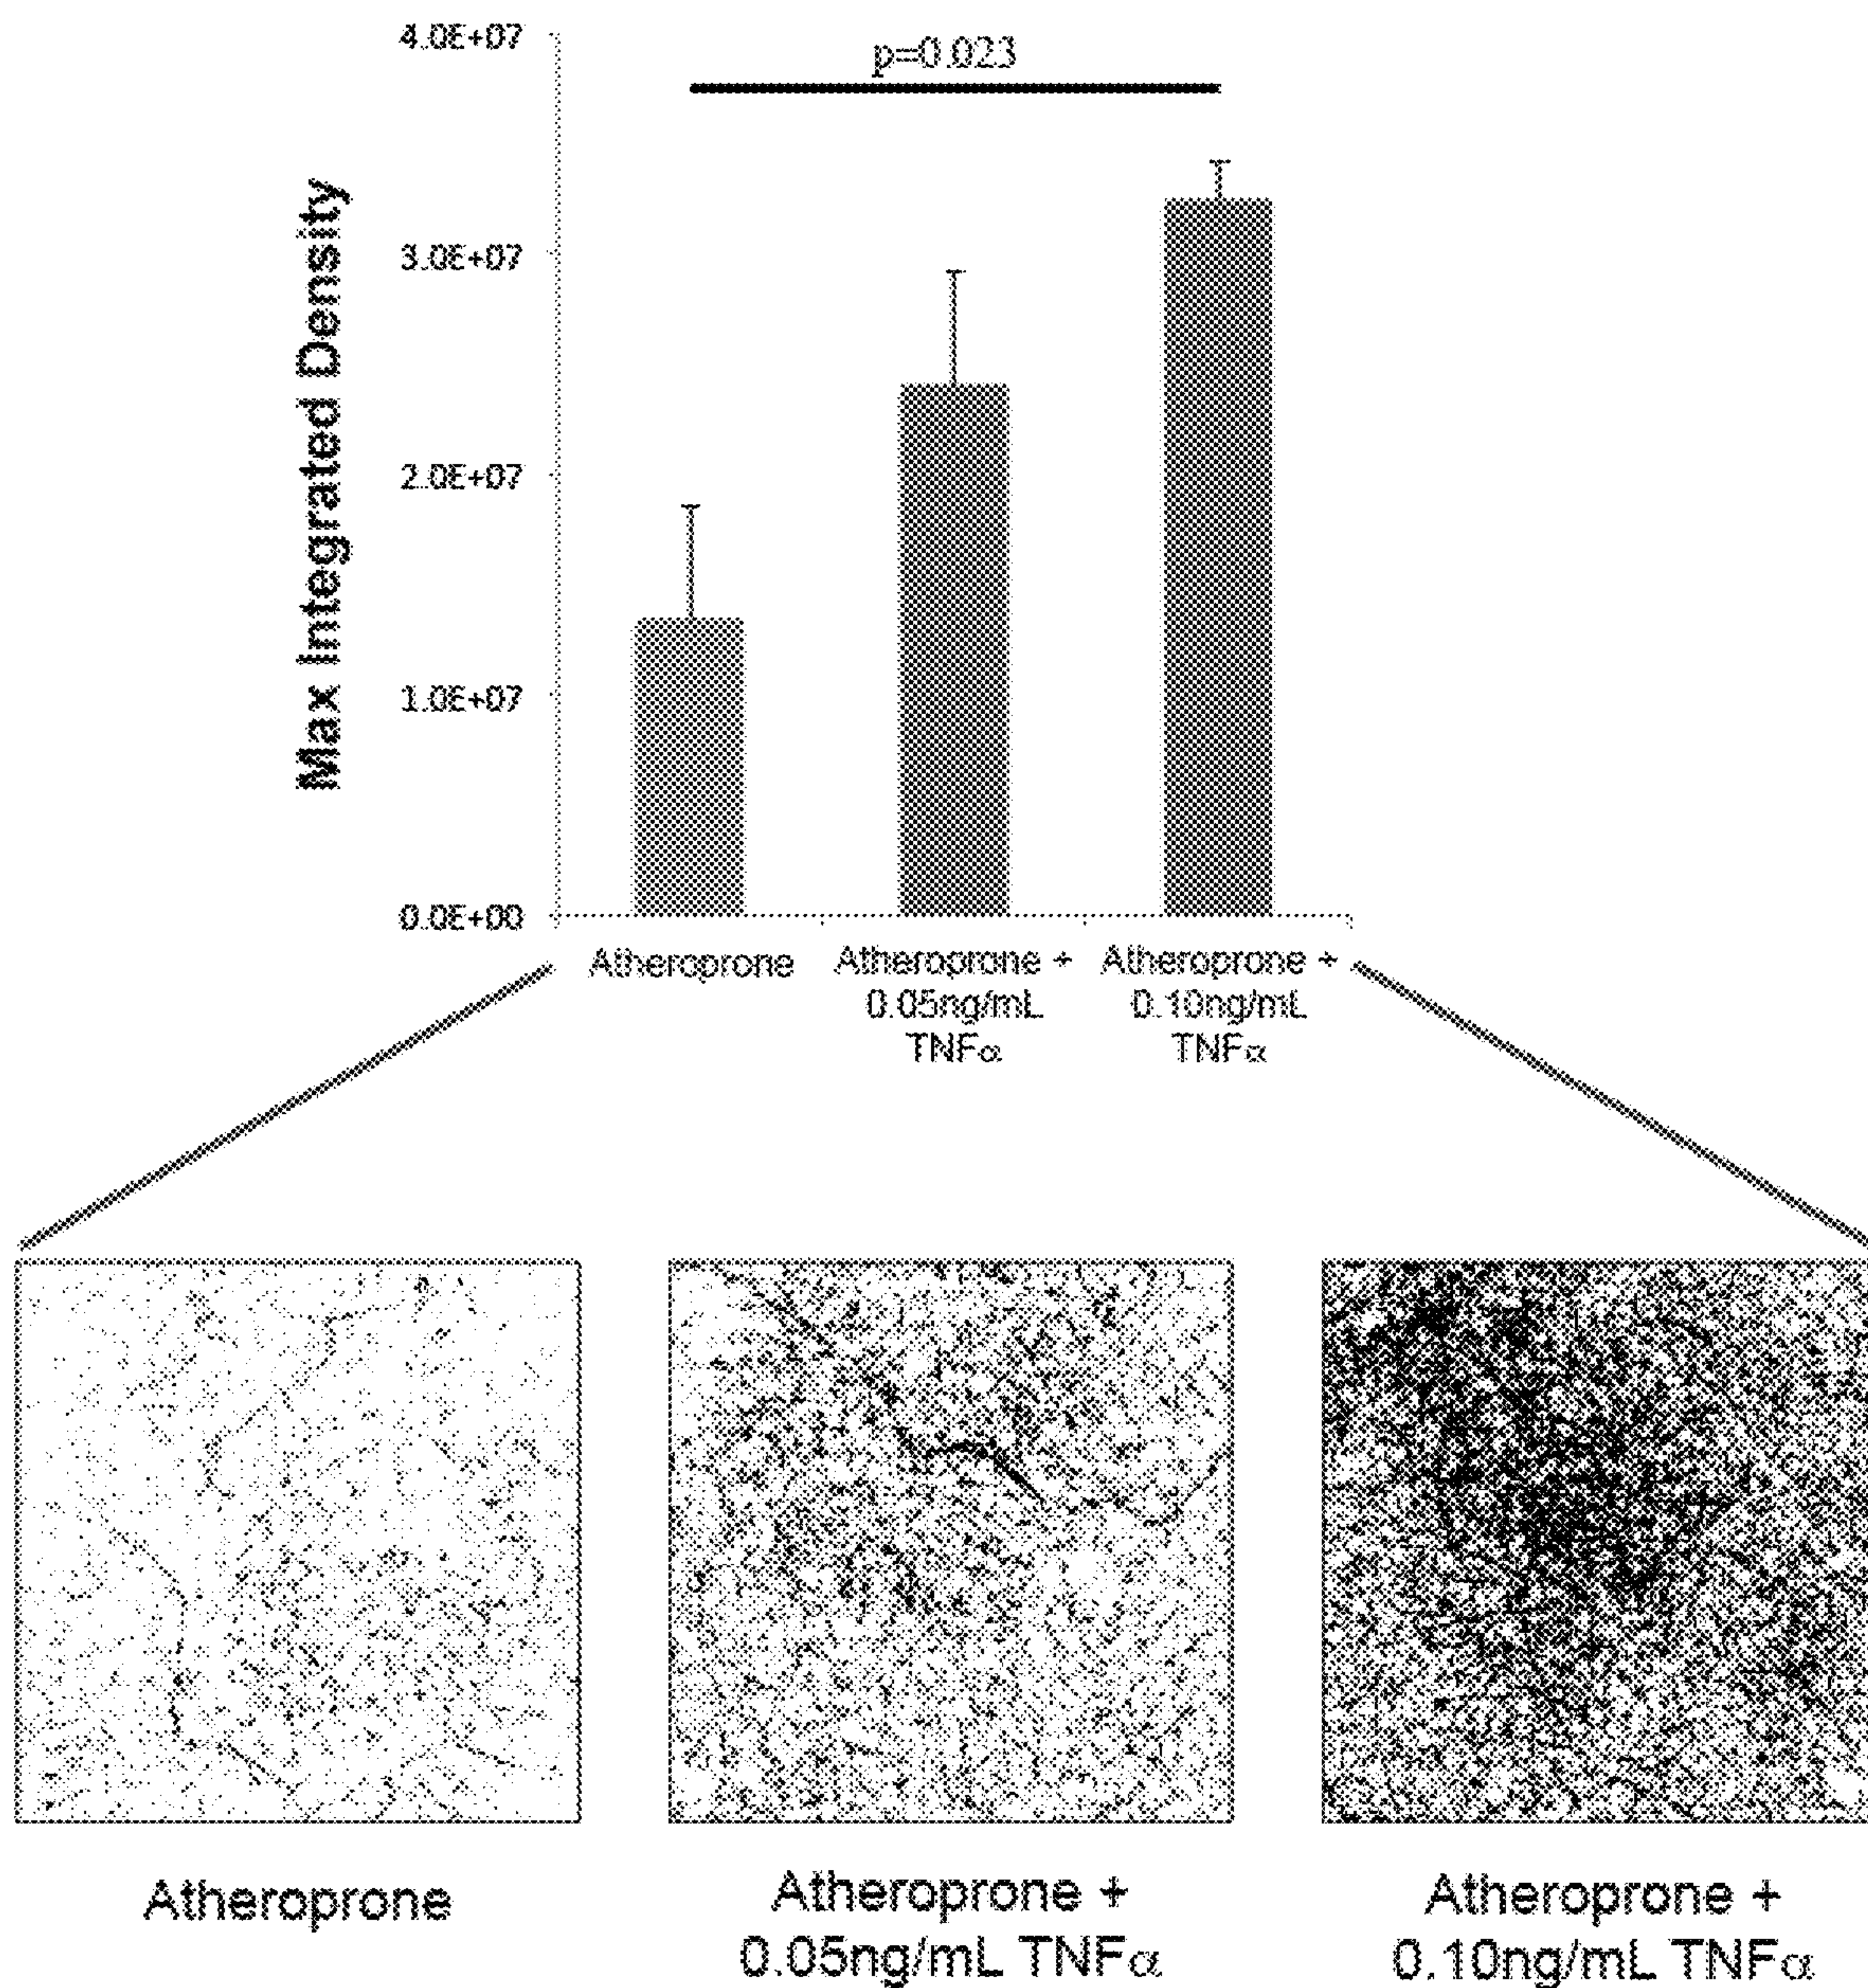 4.0E+07
p=0.023
3.0E+07
2.0E+07
1.0E+07
0.0E+00
Max Integrated Density
Atheroprone
Atheroprone +
0.05ng/mL
TNFα
Atheroprone +
0.10ng/mL
TNFα
Atheroprone
Atheroprone +
0.05ng/mL TNFα
Atheroprone +
0.10ng/mL TNFα